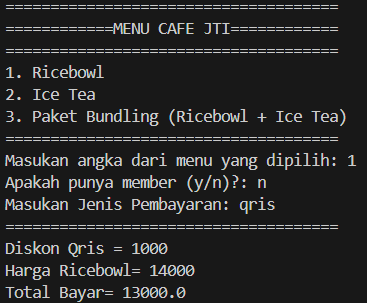 =====================================
============MENU CAFE JTI============
=====================================
1. Ricebowl
2. Ice Tea
3. Paket Bundling (Ricebowl + Ice Tea)
=====================================
Masukan angka dari menu yang dipilih: 1
Apakah punya member (y/n)?: n
Masukan Jenis Pembayaran: qris
=====================================
Diskon Qris = 1000
Harga Ricebowl= 14000
Total Bayar= 13000.0